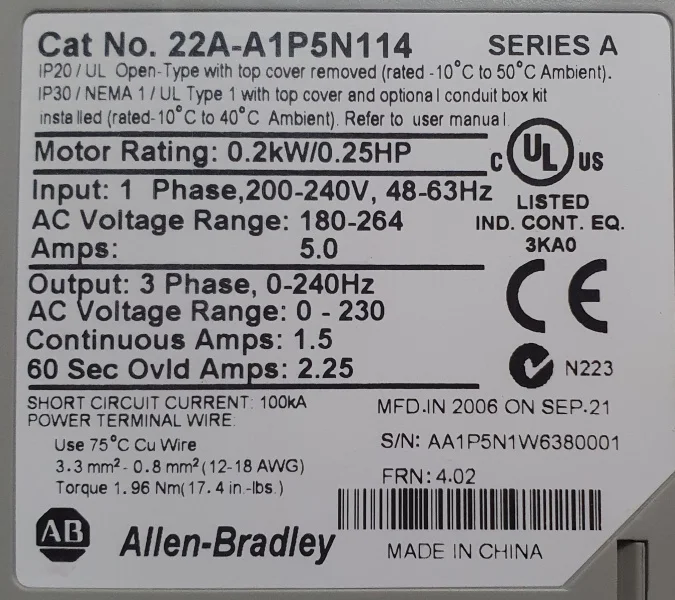 Cat No. 22A-A1P5N114 SERIES A
IP20 / UL Open-Type with top cover removed (rated -10°C to 50°C Ambient).
IP30 / NEMA 1 / UL Type 1 with top cover and optional conduit box kit
installed (rated-10°C to 40°C Ambient). Refer to user manual
Motor Rating: 0.2kW/0.25HP
C UL US
Input: 1 Phase,200-240V, 48-63Hz
LISTED
AC Voltage Range: 180-264
IND. CONT. EQ.
Amps: 5.0
3KA0
Output: 3 Phase, 0-240Hz
CE
AC Voltage Range: 0 - 230
Continuous Amps: 1.5
60 Sec Ovld Amps: 2.25
N223
SHORT CIRCUIT CURRENT: 100kA
MFD.IN 2006 ON SEP.21
POWER TERMINAL WIRE.
Use 75°C Cu Wire
S/N: AA1P5N1W6380001
3.3 mm²- 0.8 mm² (12-18 AWG)
FRN: 4.02
Torque 1.96 Nm(17.4 in.-lbs.)
AB Allen-Bradley
MADE IN CHINA